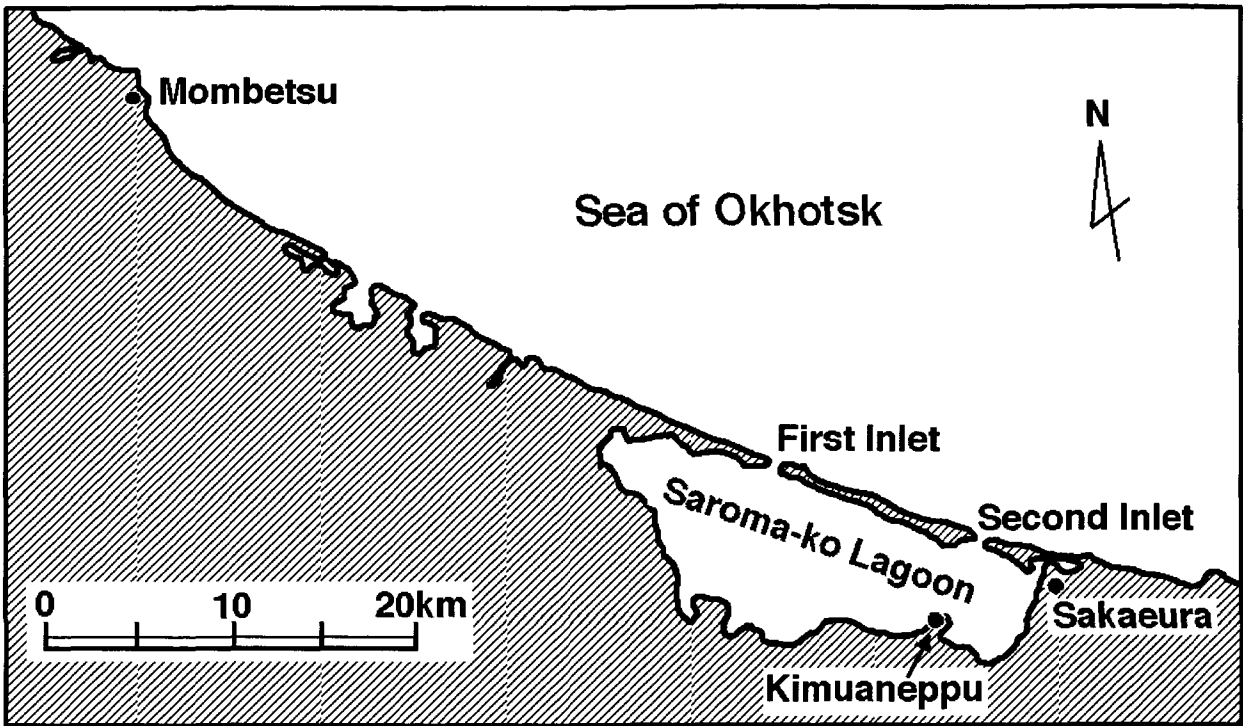 Mombetsu
N
Sea of Okhotsk
First Inlet
Saroma-ko Lagoon
Second Inlet
0 10 20km
Sakaeura
Kimuaneppu